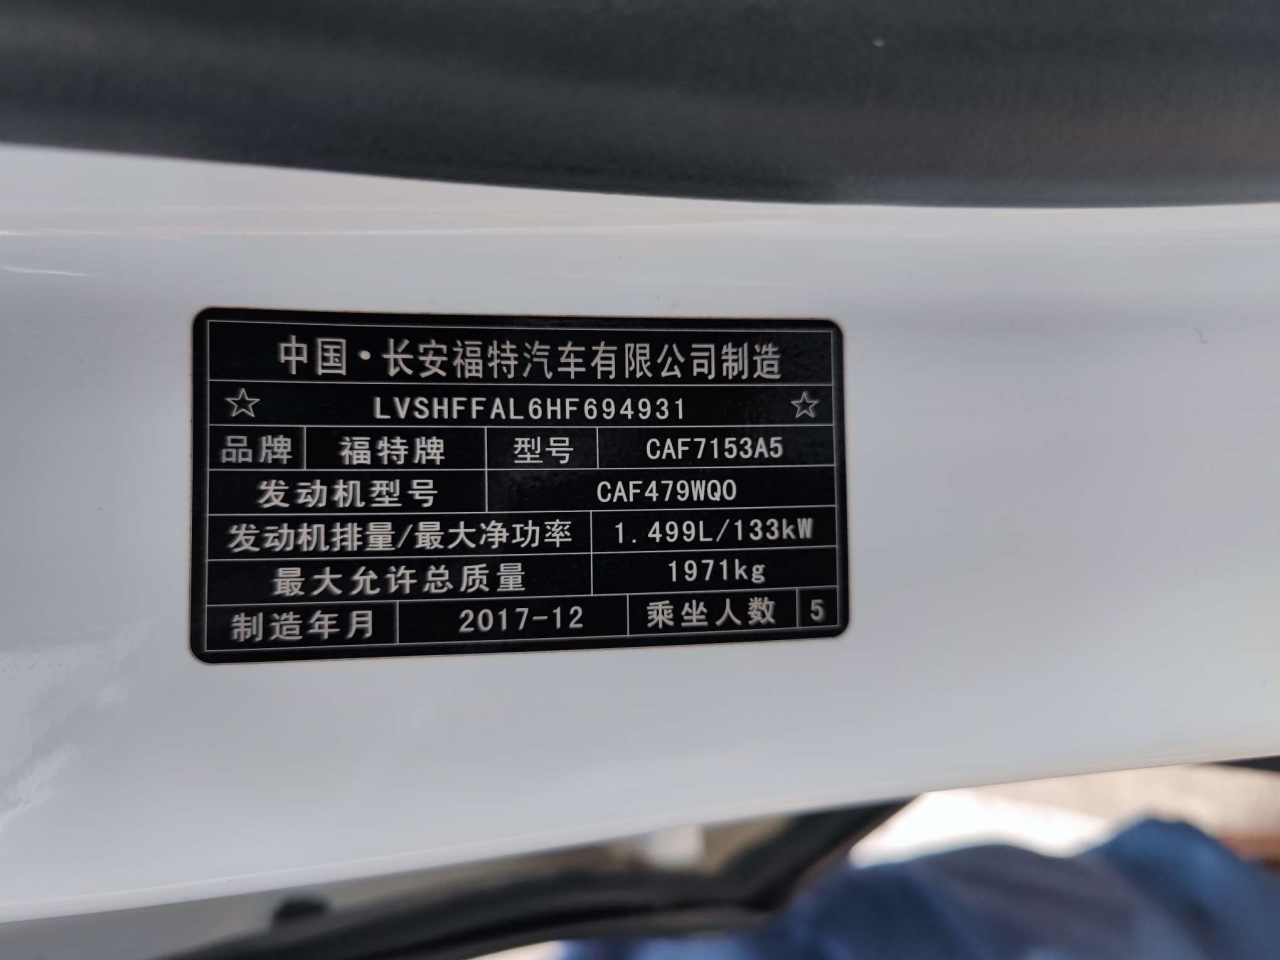 中国·长安福特汽车有限公司制造
☆ LVSHFFAL6HF694931 ☆
品牌 福特牌 型号 CAF7153A5
发动机型号 CAF479WQ0
发动机排量/最大净功率 1.499L/133kW
最大允许总质量 1971kg
制造年月 2017-12 乘坐人数 5